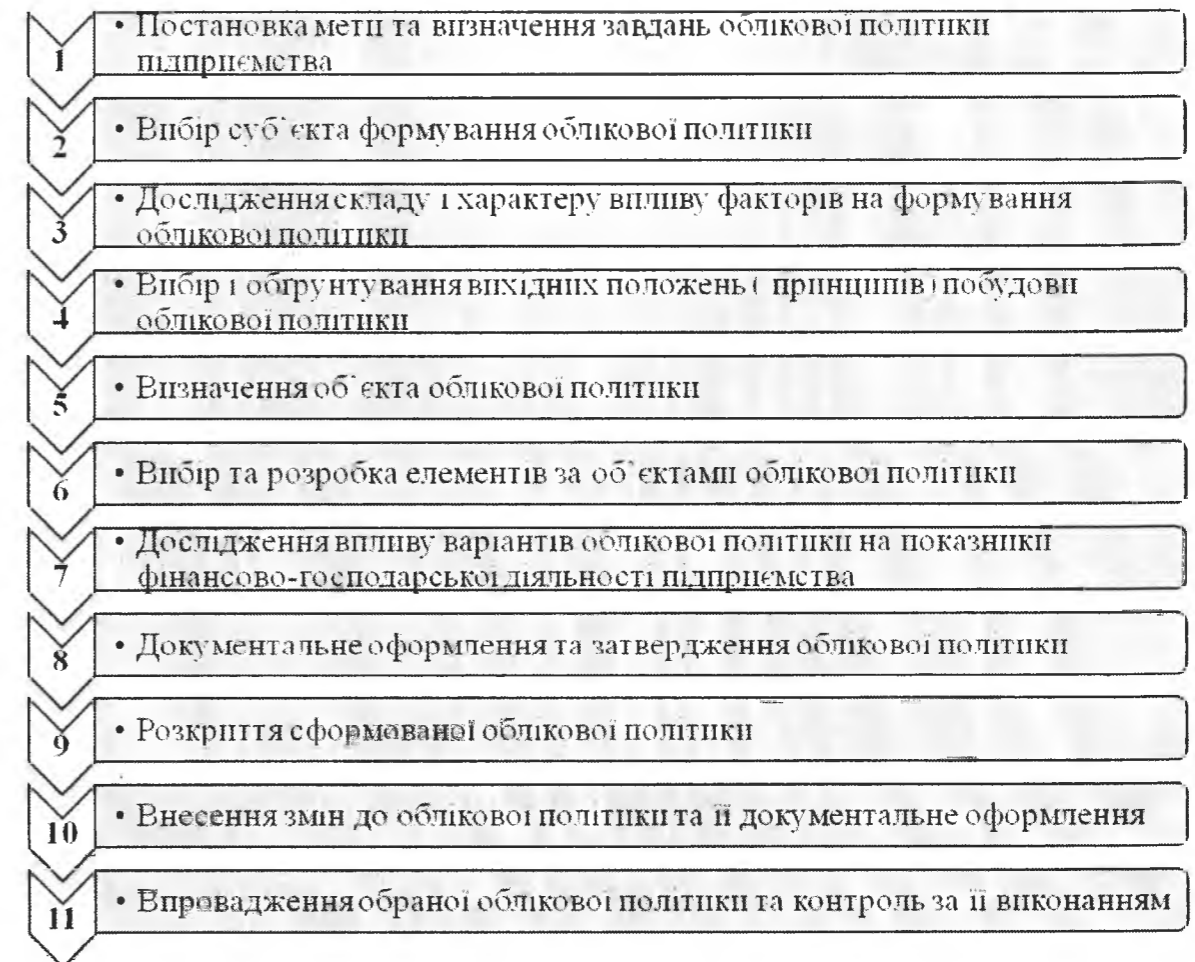 1
• Постановка мети та визначення завдань облікової політики
підприємства
2
• Вибір суб`єкта формування облікової політики
3
• Дослідження складу і характеру впливу факторів на формування
облікової політики
4
• Вибір і обґрунтування вихідних положень ( принципів) побудови
облікової політики
5
• Визначення об`єкта облікової політики
6
• Вибір та розробка елементів за об`єктами облікової політики
7
• Дослідження впливу варіантів облікової політики на показники
фінансово-господарської діяльності підприємства
8
• Документальне оформлення та затвердження облікової політики
9
• Розкриття сформованої облікової політики
10
• Внесення змін до облікової політики та її документальне оформлення
11
• Впровадження обраної облікової політики та контроль за її виконанням